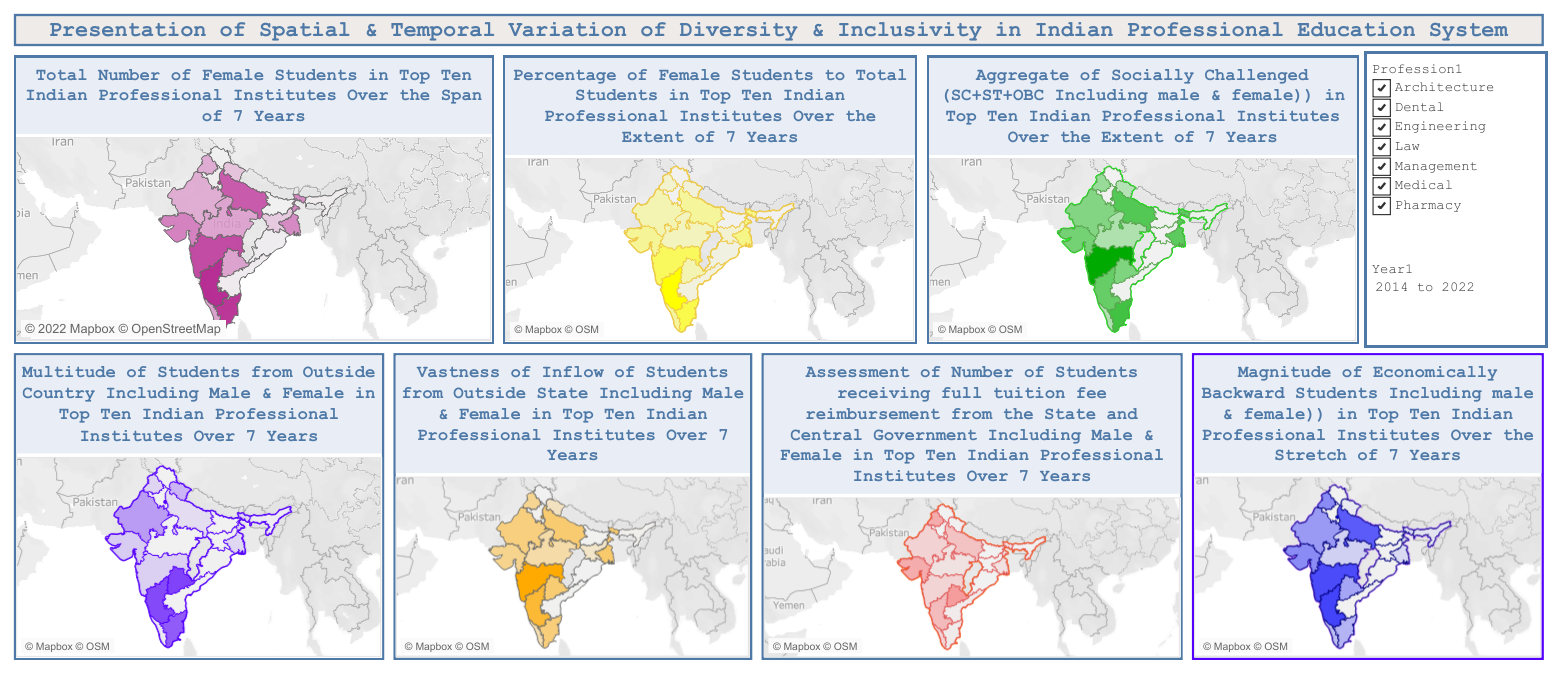 Presentation of Spatial & Temporal Variation of Diversity & Inclusivity in Indian Professional Education System
Total Number of Female Students in Top Ten
Indian Professional Institutes Over the Span
of 7 Years
Iran
Pakistan
India
men
© 2022 Mapbox © OpenStreetMap
Percentage of Female Students to Total
Students in Top Ten Indian
Professional Institutes Over the
Extent of 7 Years
Iran
Pakistan
© Mapbox © OSM
Aggregate of Socially Challenged
(SC+ST+OBC Including male & female)) in
Top Ten Indian Professional Institutes
Over the Extent of 7 Years
Iran
Pakistan
© Mapbox © OSM
Profession1
Architecture
Dental
Engineering
Law
Management
Medical
Pharmacy
Year1
2014 to 2022
Multitude of Students from Outside
Country Including Male & Female in
Top Ten Indian Professional
Institutes Over 7 Years
Pakistan
© Mapbox © OSM
Vastness of Inflow of Students
from Outside State Including Male
& Female in Top Ten Indian
Professional Institutes Over 7
Years
Pakistan
© Mapbox © OSM
Assessment of Number of Students
receiving full tuition fee
reimbursement from the State and
Central Government Including Male &
Female in Top Ten Indian Professional
Institutes Over 7 Years
Iran
Pakistan
audi
rabia
Yemen
© Mapbox © OSM
Magnitude of Economically
Backward Students Including male
& female)) in Top Ten Indian
Professional Institutes Over the
Stretch of 7 Years
Pakistan
© Mapbox © OSM